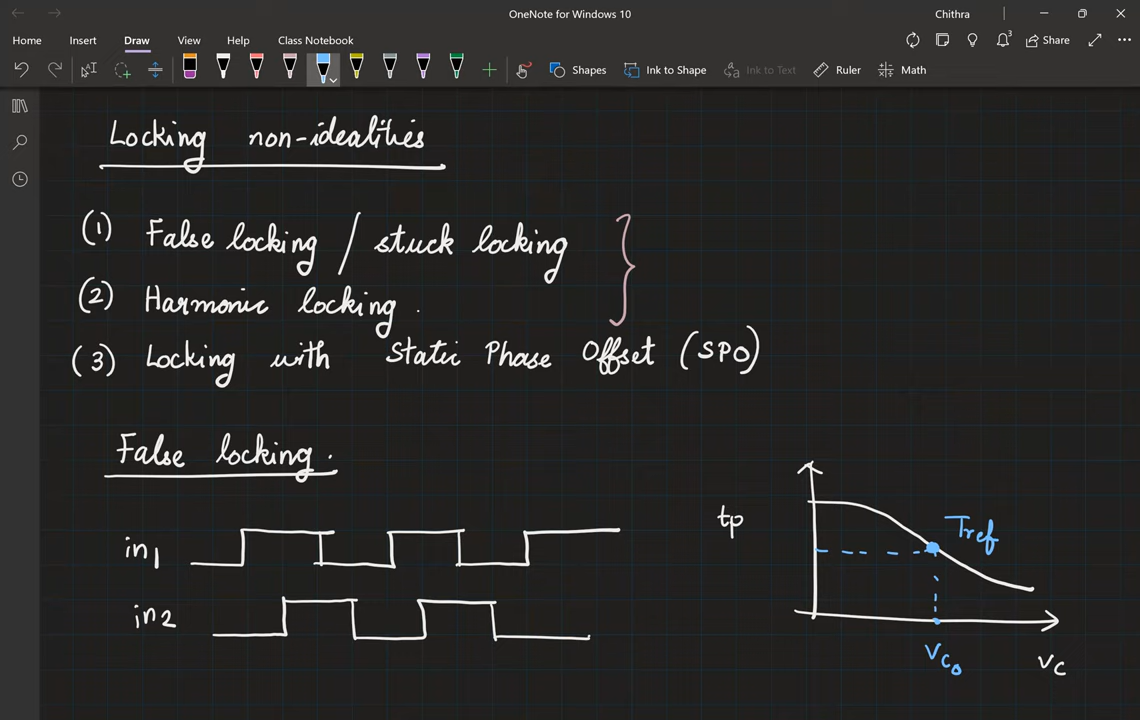 OneNote for Windows 10
Chithra
Home Insert Draw View Help Class Notebook
Share
Shapes Ink to Shape Ink to Text Ruler Math
Locking non-idealities
(1) False locking / stuck locking
(2) Harmonic locking.
(3) Locking with Static Phase Offset (SPO)
False locking.
in1
in2
tp
Tref
Vco
Vc